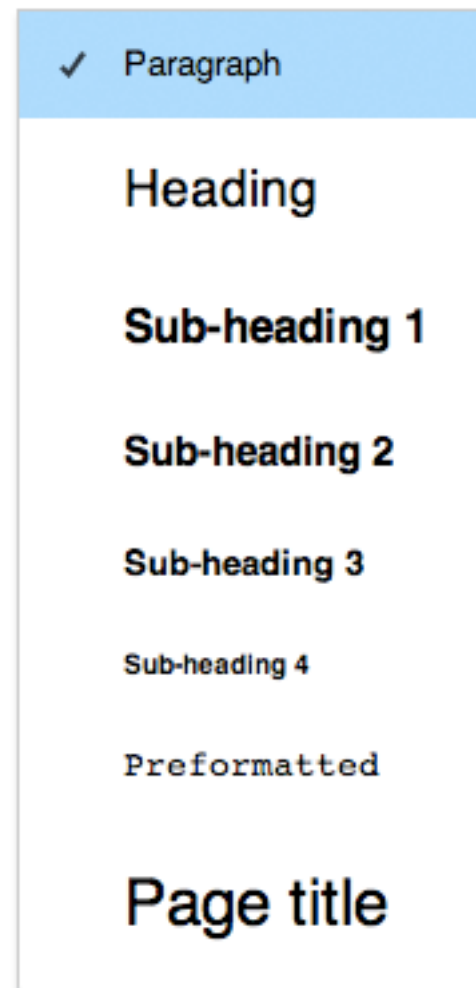 Paragraph
Heading
Sub-heading 1
Sub-heading 2
Sub-heading 3
Sub-heading 4
Preformatted
Page title